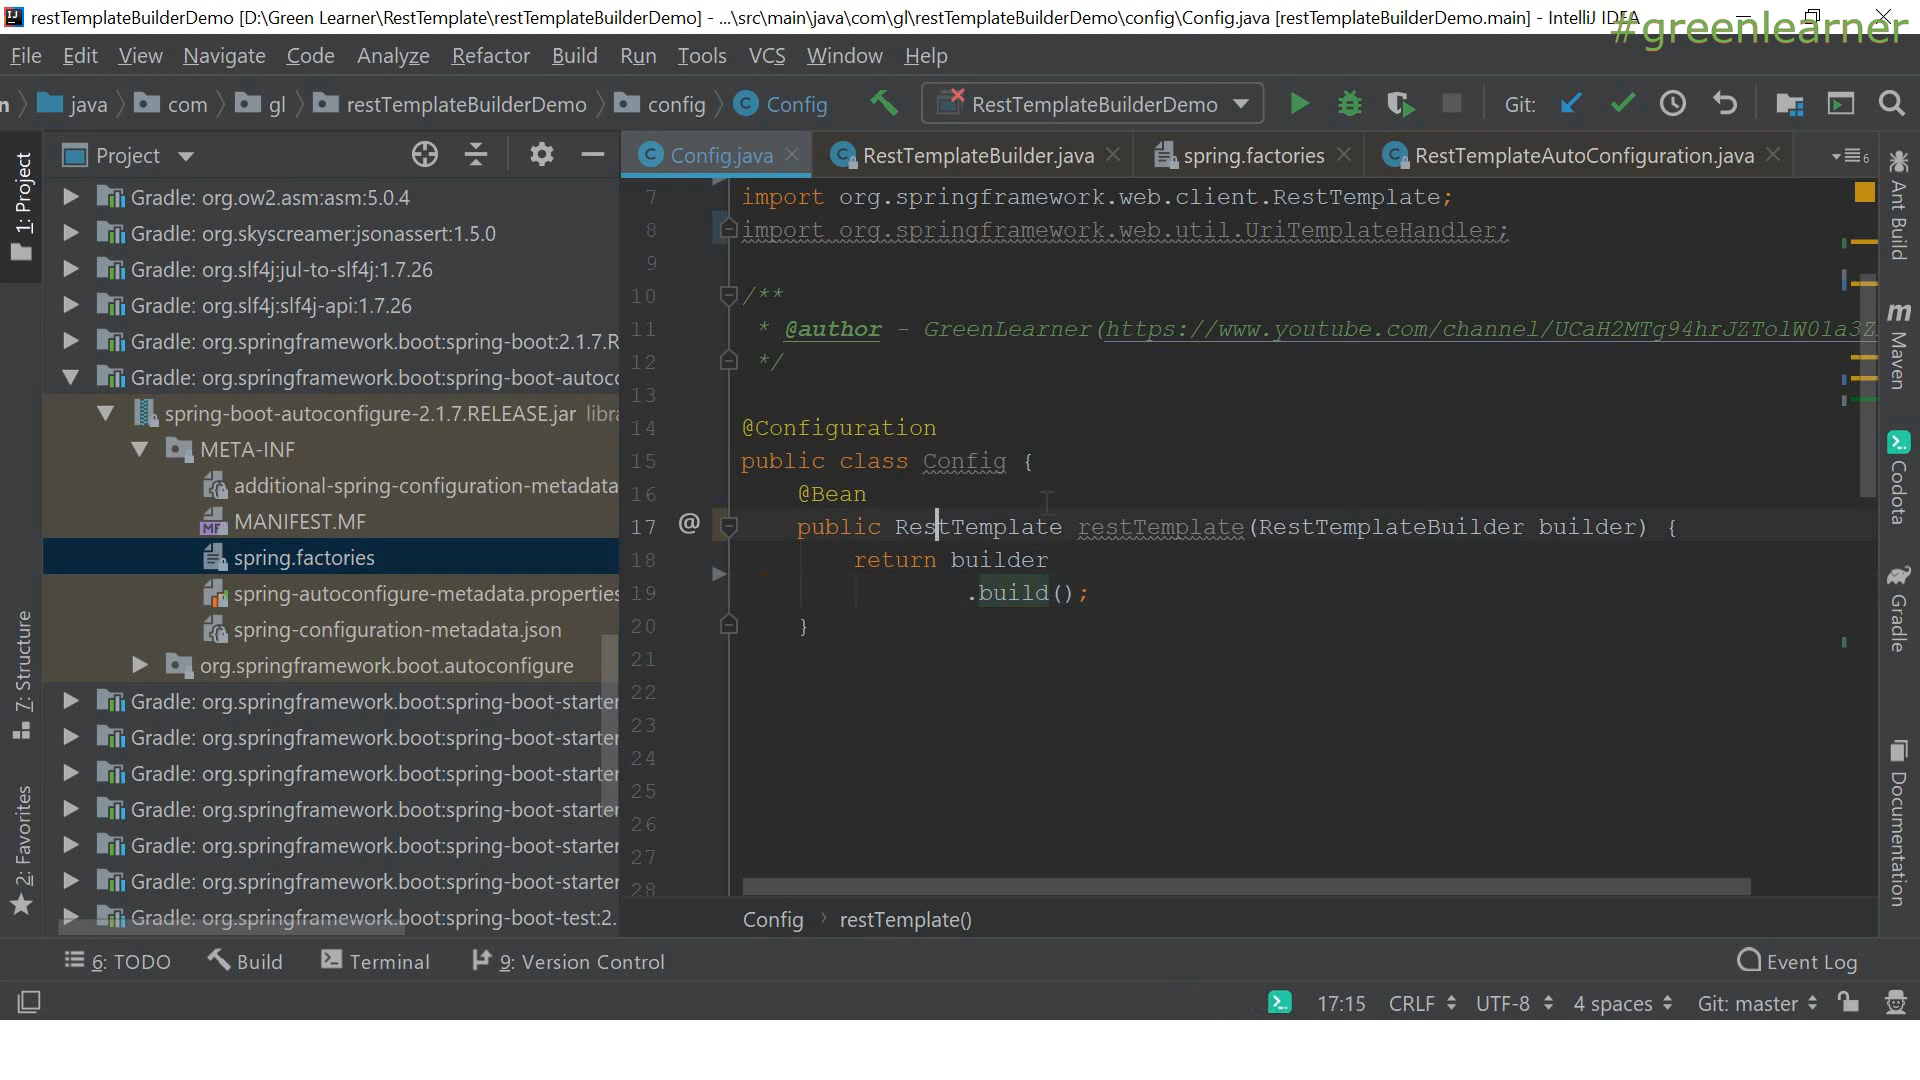 restTemplateBuilderDemo [D:\Green Learner\RestTemplate\restTemplateBuilderDemo] - ...\src\main\java\com\gl\restTemplateBuilderDemo\config\Config.java [restTemplateBuilderDemo.main] - IntelliJ IDEA
#greenlearner
File Edit View Navigate Code Analyze Refactor Build Run Tools VCS Window Help
n java com gl restTemplateBuilderDemo config Config RestTemplateBuilderDemo Git:
Project
Config.java RestTemplateBuilder.java spring.factories RestTemplateAutoConfiguration.java 6
1: Project
7: Structure
2: Favorites
Gradle: org.ow2.asm:asm:5.0.4
Gradle: org.skyscreamer:jsonassert:1.5.0
Gradle: org.slf4j:jul-to-slf4j:1.7.26
Gradle: org.slf4j:slf4j-api:1.7.26
Gradle: org.springframework.boot:spring-boot:2.1.7.R
Gradle: org.springframework.boot:spring-boot-autoc
spring-boot-autoconfigure-2.1.7.RELEASE.jar libra
META-INF
additional-spring-configuration-metadata
MF MANIFEST.MF
spring.factories
spring-autoconfigure-metadata.properties
spring-configuration-metadata.json
org.springframework.boot.autoconfigure
Gradle: org.springframework.boot:spring-boot-starter
Gradle: org.springframework.boot:spring-boot-starter
Gradle: org.springframework.boot:spring-boot-starter
Gradle: org.springframework.boot:spring-boot-starter
Gradle: org.springframework.boot:spring-boot-starter
Gradle: org.springframework.boot:spring-boot-starter
Gradle: org.springframework.boot:spring-boot-test:2.
7 import org.springframework.web.client.RestTemplate;
8 import org.springframework.web.util.UriTemplateHandler;
9
10 /**
11 * @author - GreenLearner(https://www.youtube.com/channel/UCaH2MTg94hrJZTolW01a3Z
12 */
13
14 @Configuration
15 public class Config {
16 @Bean
17 @ public RestTemplate restTemplate(RestTemplateBuilder builder) {
18 return builder
19 .build();
20 }
21
22
23
24
25
26
27
28
Config restTemplate()
Ant Build
m Maven
Codota
Gradle
Documentation
6: TODO Build Terminal 9: Version Control Event Log
17:15 CRLF UTF-8 4 spaces Git: master